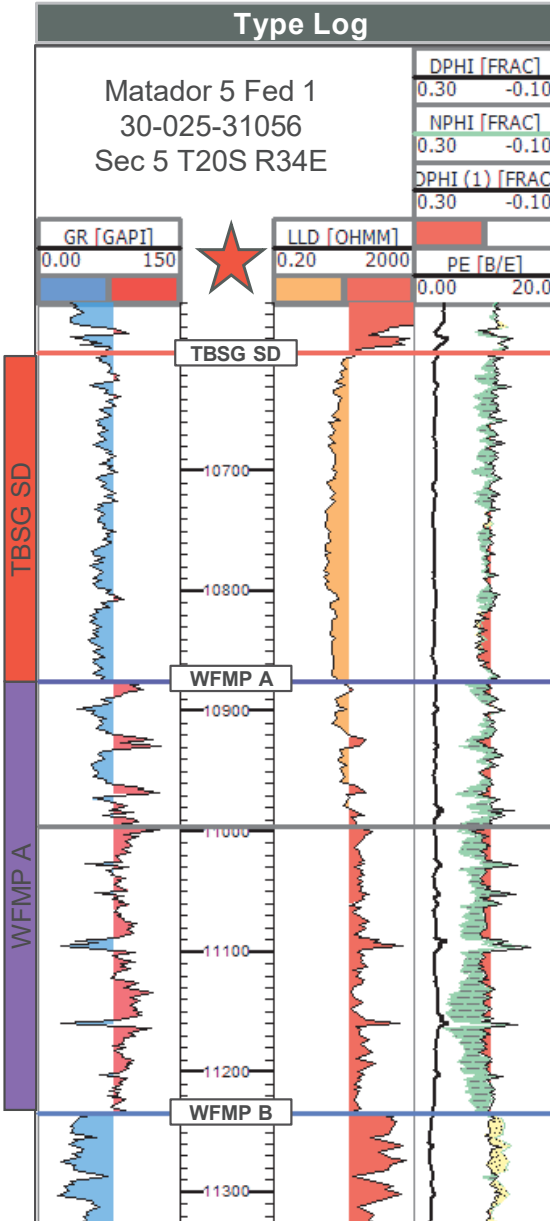 Type Log
Matador 5 Fed 1
30-025-31056
Sec 5 T20S R34E
DPHI [FRAC]
0.30 -0.10
NPHI [FRAC]
0.30 -0.10
DPHI (1) [FRAC
0.30 -0.10
GR [GAPI]
0.00 150
LLD [OHMM]
0.20 2000
PE [B/E]
0.00 20.0
TBSG SD
TBSG SD
10700
10800
WFMP A
10900
WFMP A
11000
11100
11200
WFMP B
11300